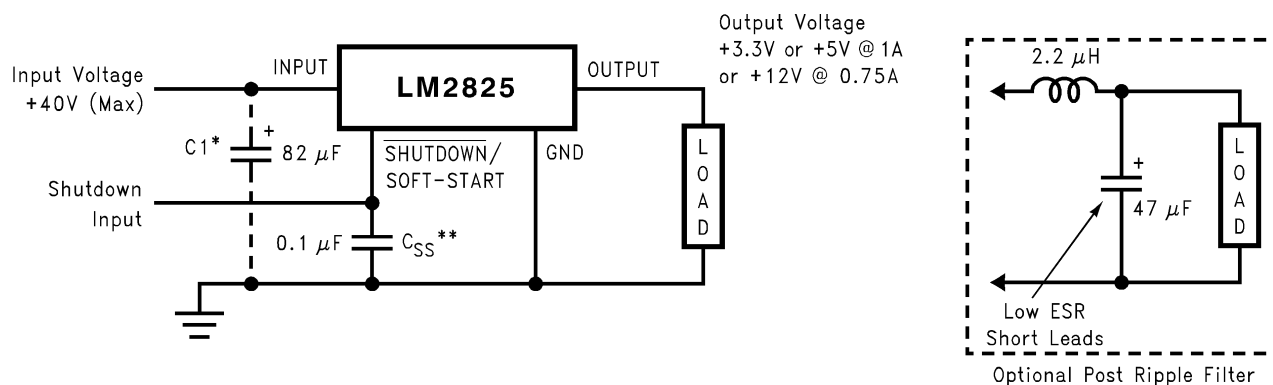 Output Voltage
+3.3V or +5V @ 1A
or +12V @ 0.75A
Input Voltage
+40V (Max)
INPUT
LM2825
OUTPUT
C1*
+
82 μF
SHUTDOWN/
SOFT-START
GND
LOAD
Shutdown
Input
0.1 μF
CSS**
2.2 μH
+
47 μF
LOAD
Low ESR
Short Leads
Optional Post Ripple Filter